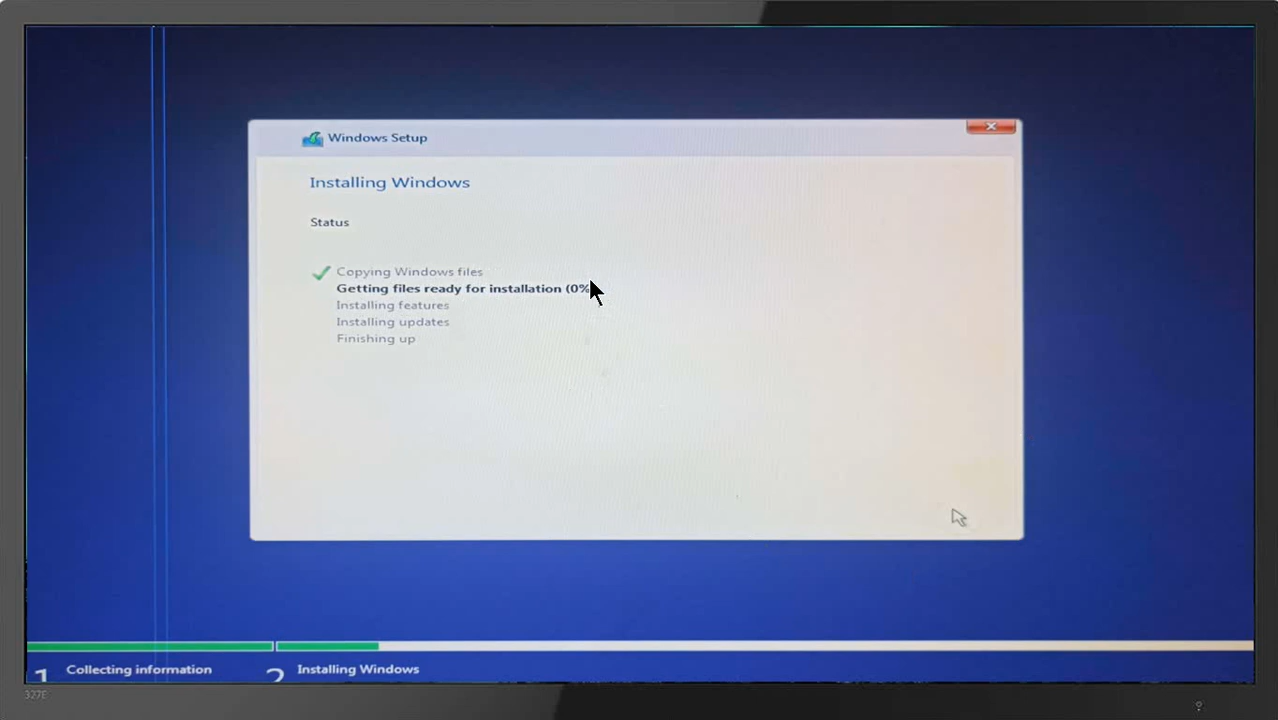 Windows Setup
Installing Windows
Status
Copying Windows files
Getting files ready for installation (0%
Installing features
Installing updates
Finishing up
1 Collecting information
2 Installing Windows
327E